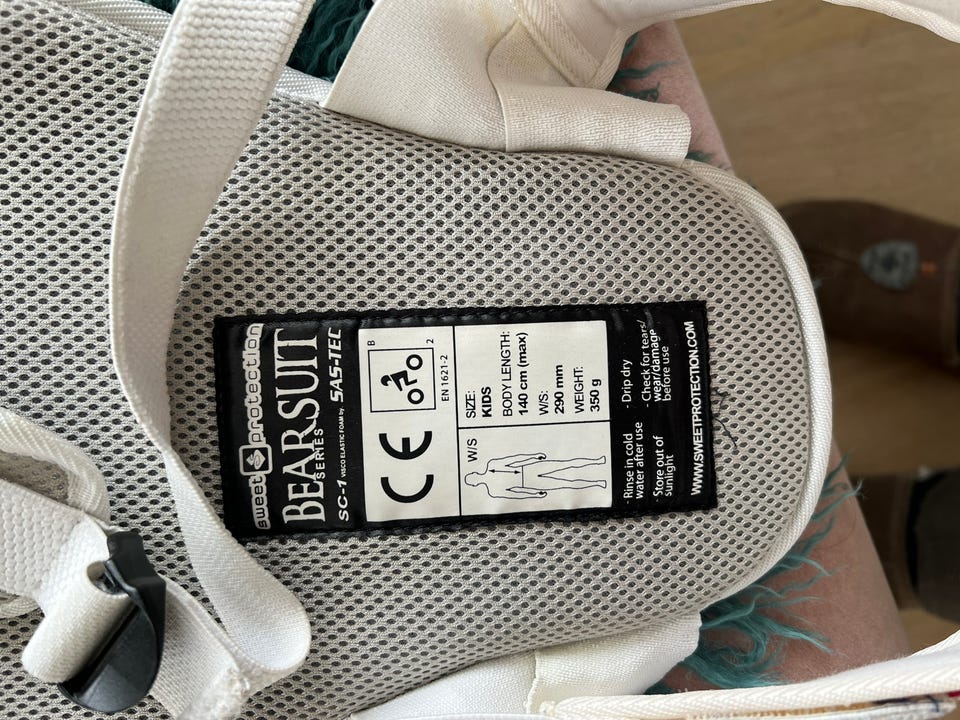 sweet protection
BEARSUIT
SERIES
SC-1 VISCO ELASTIC FOAM by SAS-TEC
CE
B
2
EN 1621-2
W/S
SIZE:
KIDS
BODY LENGTH:
140 cm (max)
W/S:
290 mm
WEIGHT:
350 g
· Rinse in cold
water after use
· Store out of
sunlight
· Drip dry
· Check for tears/
wear/damage
before use
WWW.SWEETPROTECTION.COM